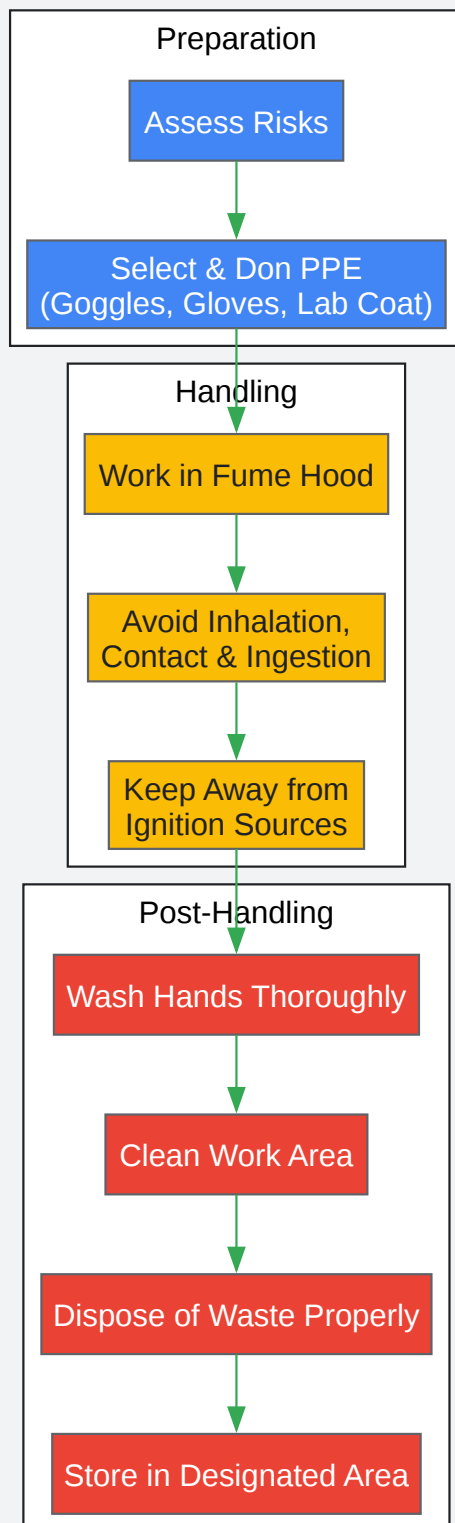 Preparation
Assess Risks
Select & Don PPE
(Goggles, Gloves, Lab Coat)
Handling
Work in Fume Hood
Avoid Inhalation,
Contact & Ingestion
Keep Away from
Ignition Sources
Post-Handling
Wash Hands Thoroughly
Clean Work Area
Dispose of Waste Properly
Store in Designated Area